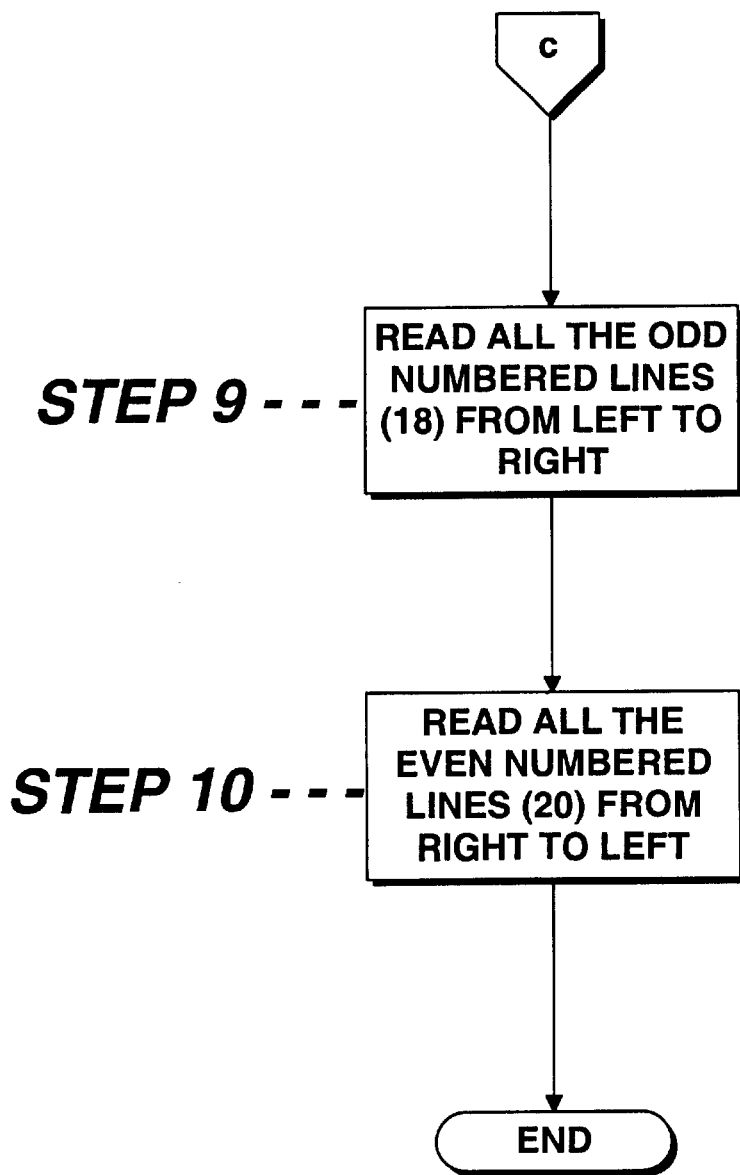 C
READ ALL THE ODD
NUMBERED LINES
STEP 9 - - -
(18) FROM LEFT TO
RIGHT
READ ALL THE
EVEN NUMBERED
STEP 10 - - -
LINES (20) FROM
RIGHT TO LEFT
END